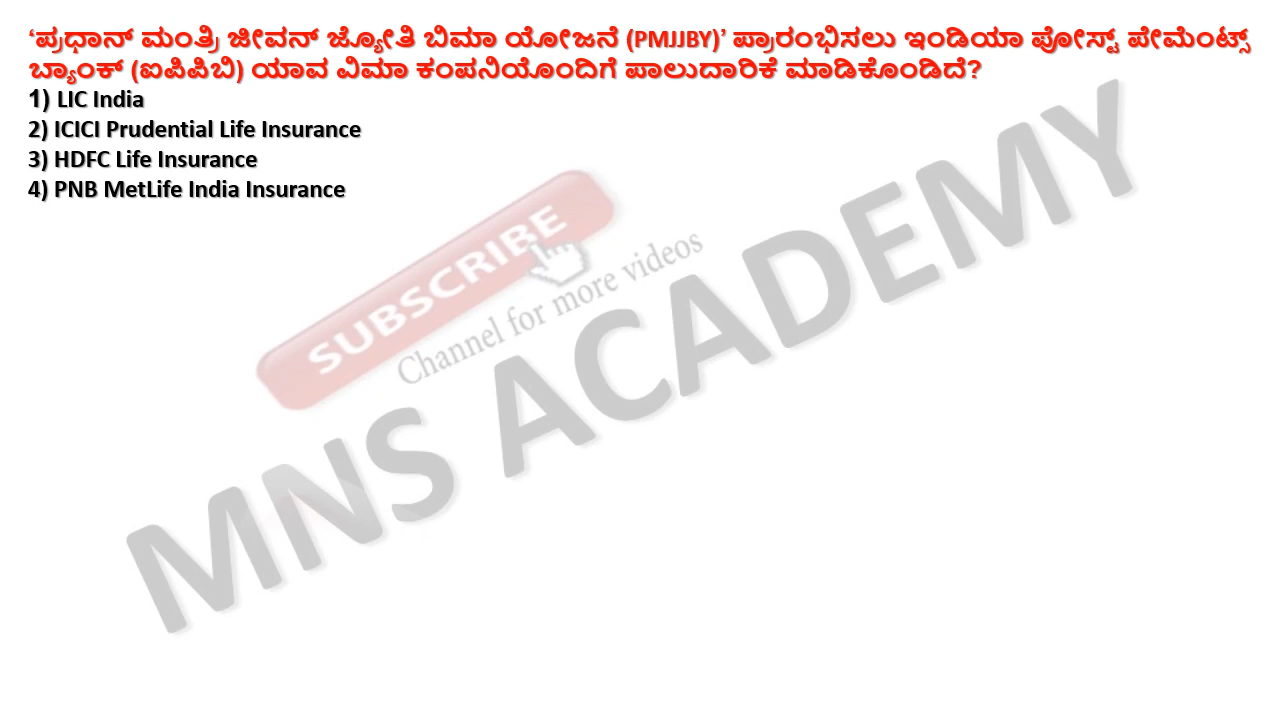 ‘ಪ್ರಧಾನ್ ಮಂತ್ರಿ ಜೀವನ್ ಜ್ಯೋತಿ ಬಿಮಾ ಯೋಜನೆ (PMJJBY)’ ಪ್ರಾರಂಭಿಸಲು ಇಂಡಿಯಾ ಪೋಸ್ಟ್ ಪೇಮೆಂಟ್ಸ್
ಬ್ಯಾಂಕ್ (ಐಪಿಪಿಬಿ) ಯಾವ ವಿಮಾ ಕಂಪನಿಯೊಂದಿಗೆ ಪಾಲುದಾರಿಕೆ ಮಾಡಿಕೊಂಡಿದೆ?
1) LIC India
2) ICICI Prudential Life Insurance
3) HDFC Life Insurance
4) PNB MetLife India Insurance
SUBSCRIBE
Channel for more videos
MNS ACADEMY